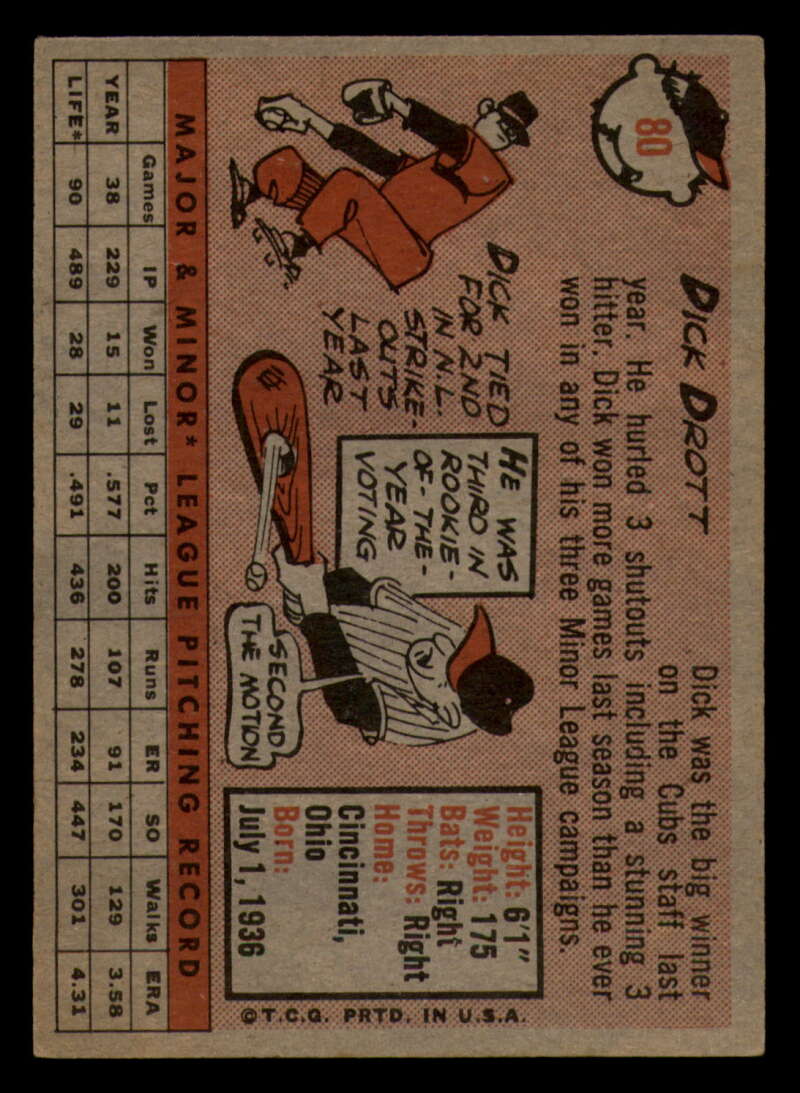 80
DICK DROTT
Dick was the big winner
on the Cubs staff last
year. He hurled 3 shutouts including a stunning 3
hitter. Dick won more games last season than he ever
won in any of his three Minor League campaigns.
DICK TIED
FOR 2ND
IN N.L.
STRIKE-
OUTS
LAST
YEAR
HE WAS
THIRD IN
ROOKIE-
OF-THE-
YEAR
VOTING
SECOND
THE MOTION
Height: 6'1"
Weight: 175
Bats: Right
Throws: Right
Home:
Cincinnati,
Ohio
Born:
July 1, 1936
©T.C.G. PRTD. IN U.S.A.
MAJOR & MINOR* LEAGUE PITCHING RECORD
Games IP Won Lost Pct Hits Runs ER SO Walks ERA
YEAR 38 229 15 11 .577 200 107 91 170 129 3.58
LIFE* 90 489 28 29 .491 436 278 234 447 301 4.31